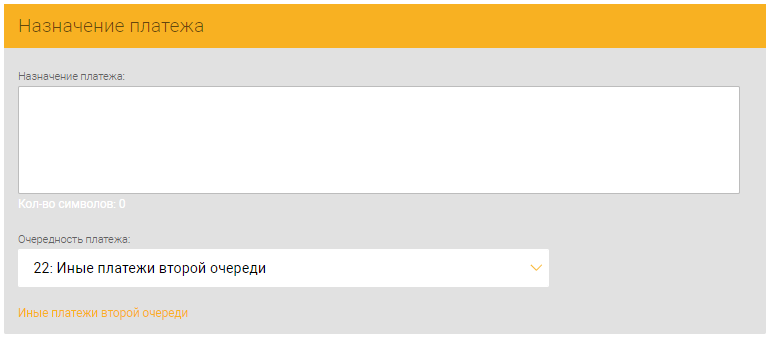 Назначение платежа
Назначение платежа:
Кол-во символов: 0
Очередность платежа:
22: Иные платежи второй очереди
Иные платежи второй очереди